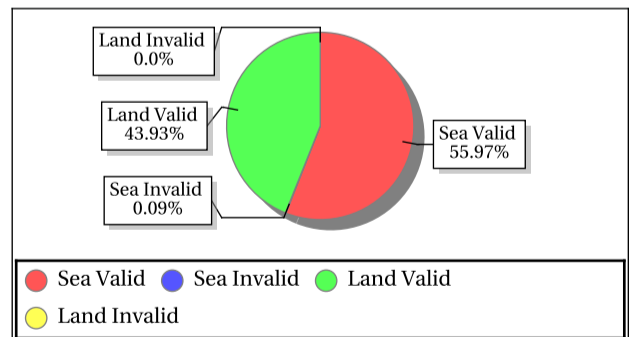 Land Invalid
0.0%
Land Valid
43.93%
Sea Valid
55.97%
Sea Invalid
0.09%
Sea Valid Sea Invalid Land Valid
Land Invalid